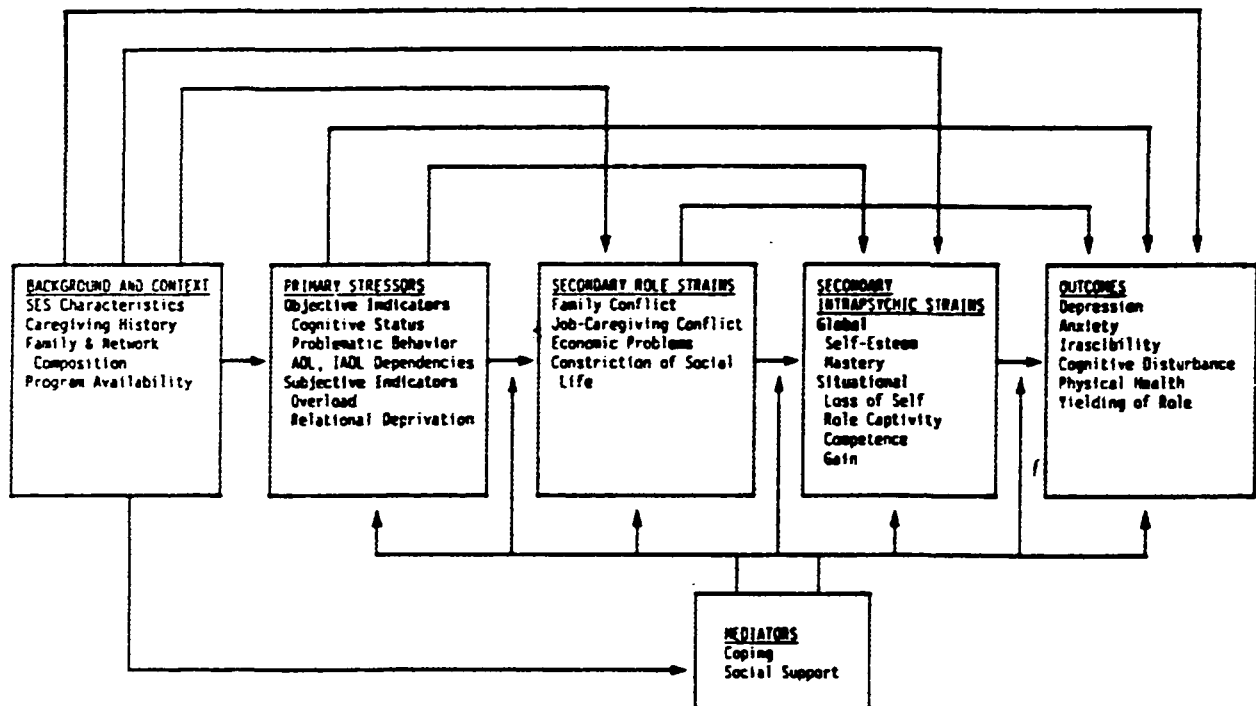 BACKGROUND AND CONTEXT
SES Characteristics
Caregiving History
Family & Network
Composition
Program Availability
PRIMARY STRESSORS
Objective Indicators
Cognitive Status
Problematic Behavior
ADL, IADL Dependencies
Subjective Indicators
Overload
Relational Deprivation
SECONDARY ROLE STRAINS
Family Conflict
Job-Caregiving Conflict
Economic Problems
Constriction of Social
Life
SECONDARY
INTRAPSYCHIC STRAINS
Global
Self-Esteem
Mastery
Situational
Loss of Self
Role Captivity
Competence
Gain
OUTCOMES
Depression
Anxiety
Irascibility
Cognitive Disturbance
Physical Health
Yielding of Role
MEDIATORS
Coping
Social Support